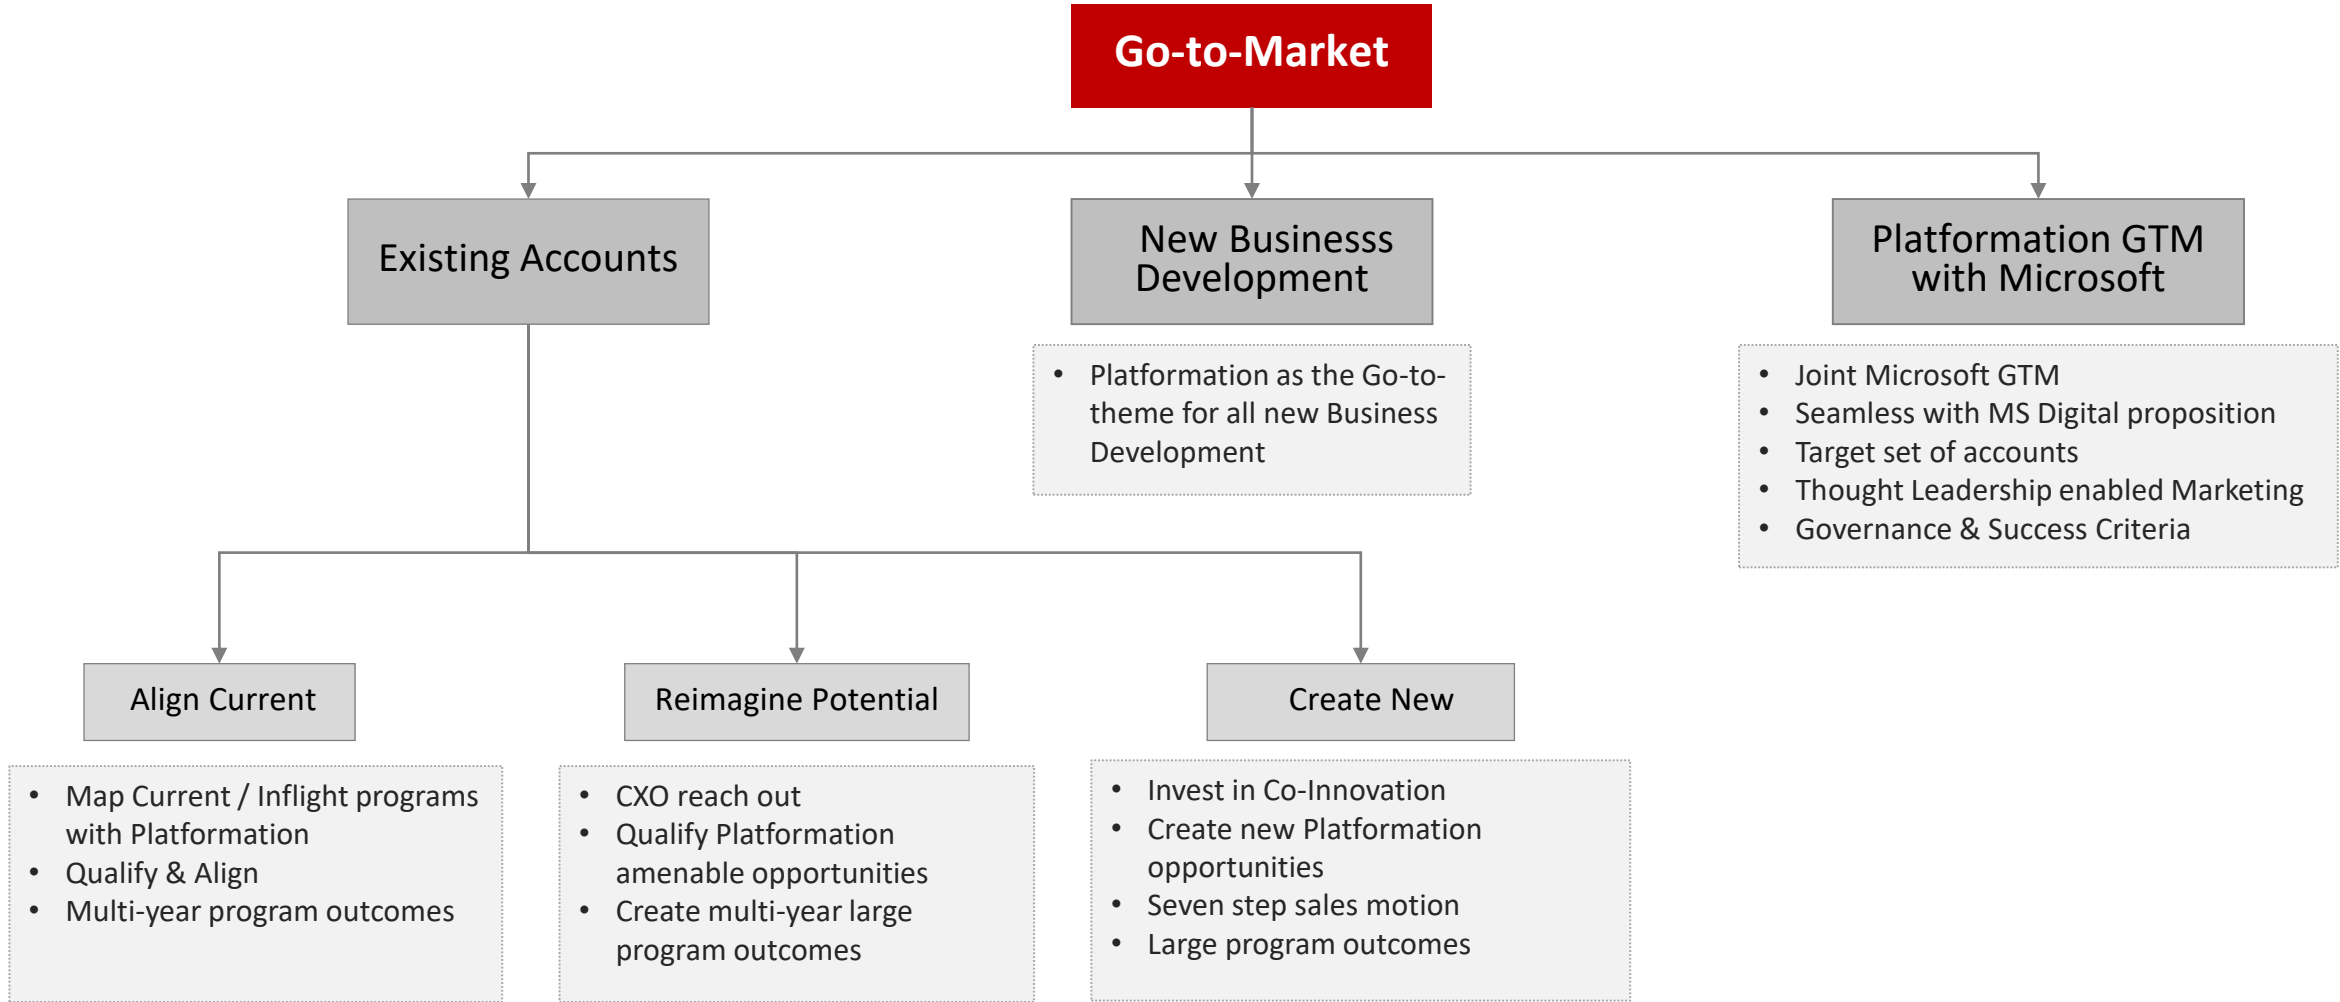 Go-to-Market
Existing Accounts
New Businesss
Development
Platformation GTM
with Microsoft
• Platformation as the Go-to-
theme for all new Business
Development
• Joint Microsoft GTM
• Seamless with MS Digital proposition
• Target set of accounts
• Thought Leadership enabled Marketing
• Governance & Success Criteria
Align Current
Reimagine Potential
Create New
• Map Current / Inflight programs
with Platformation
• Qualify & Align
• Multi-year program outcomes
• CXO reach out
• Qualify Platformation
amenable opportunities
• Create multi-year large
program outcomes
• Invest in Co-Innovation
• Create new Platformation
opportunities
• Seven step sales motion
• Large program outcomes